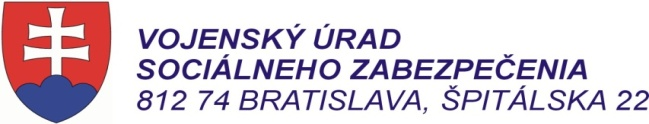 VOJENSKÝ ÚRAD
SOCIÁLNEHO ZABEZPEČENIA
812 74 BRATISLAVA, ŠPITÁLSKA 22